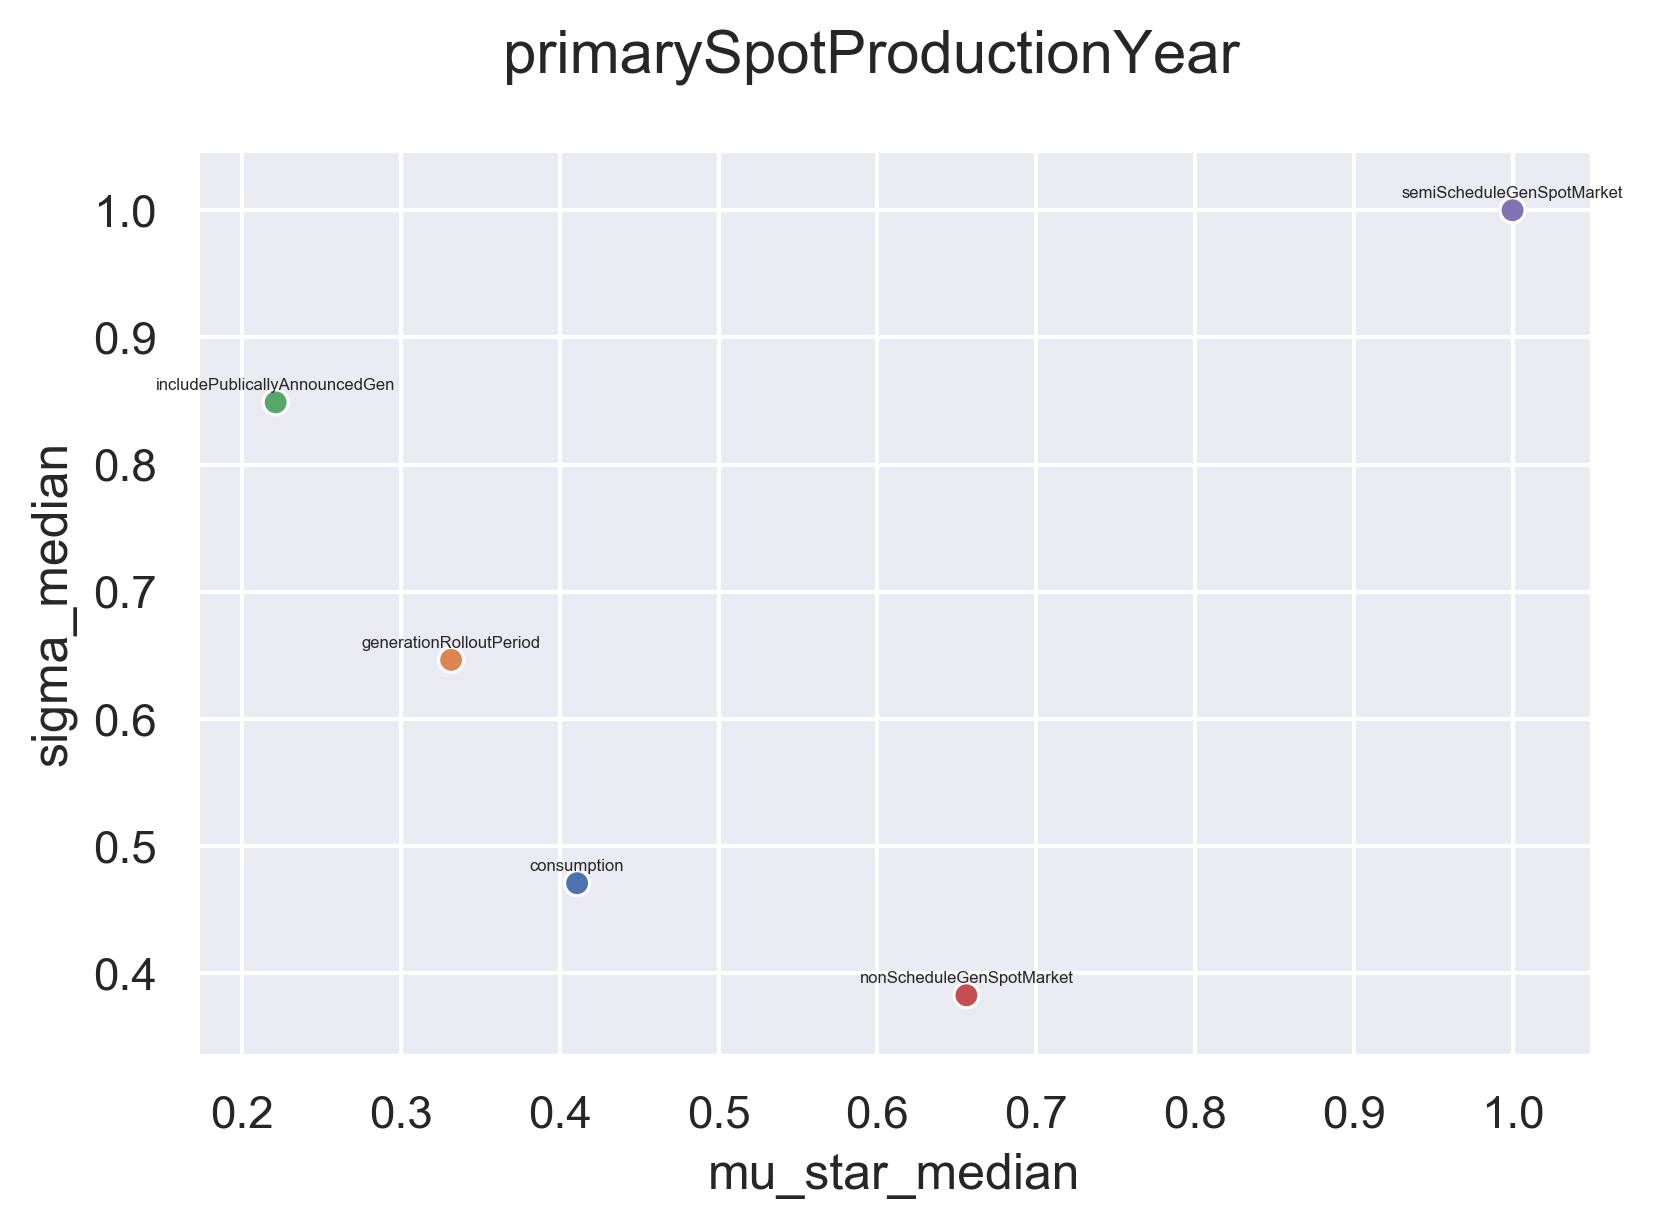 primarySpotProductionYear
semiScheduleGenSpotMarket
1.0
0.9
includePublicallyAnnouncedGen
0.8
0.7
generationRolloutPeriod
0.6
0.5
consumption
0.4
nonScheduleGenSpotMarket
sigma_median
0.2 0.3 0.4 0.5 0.6 0.7 0.8 0.9 1.0
mu_star_median